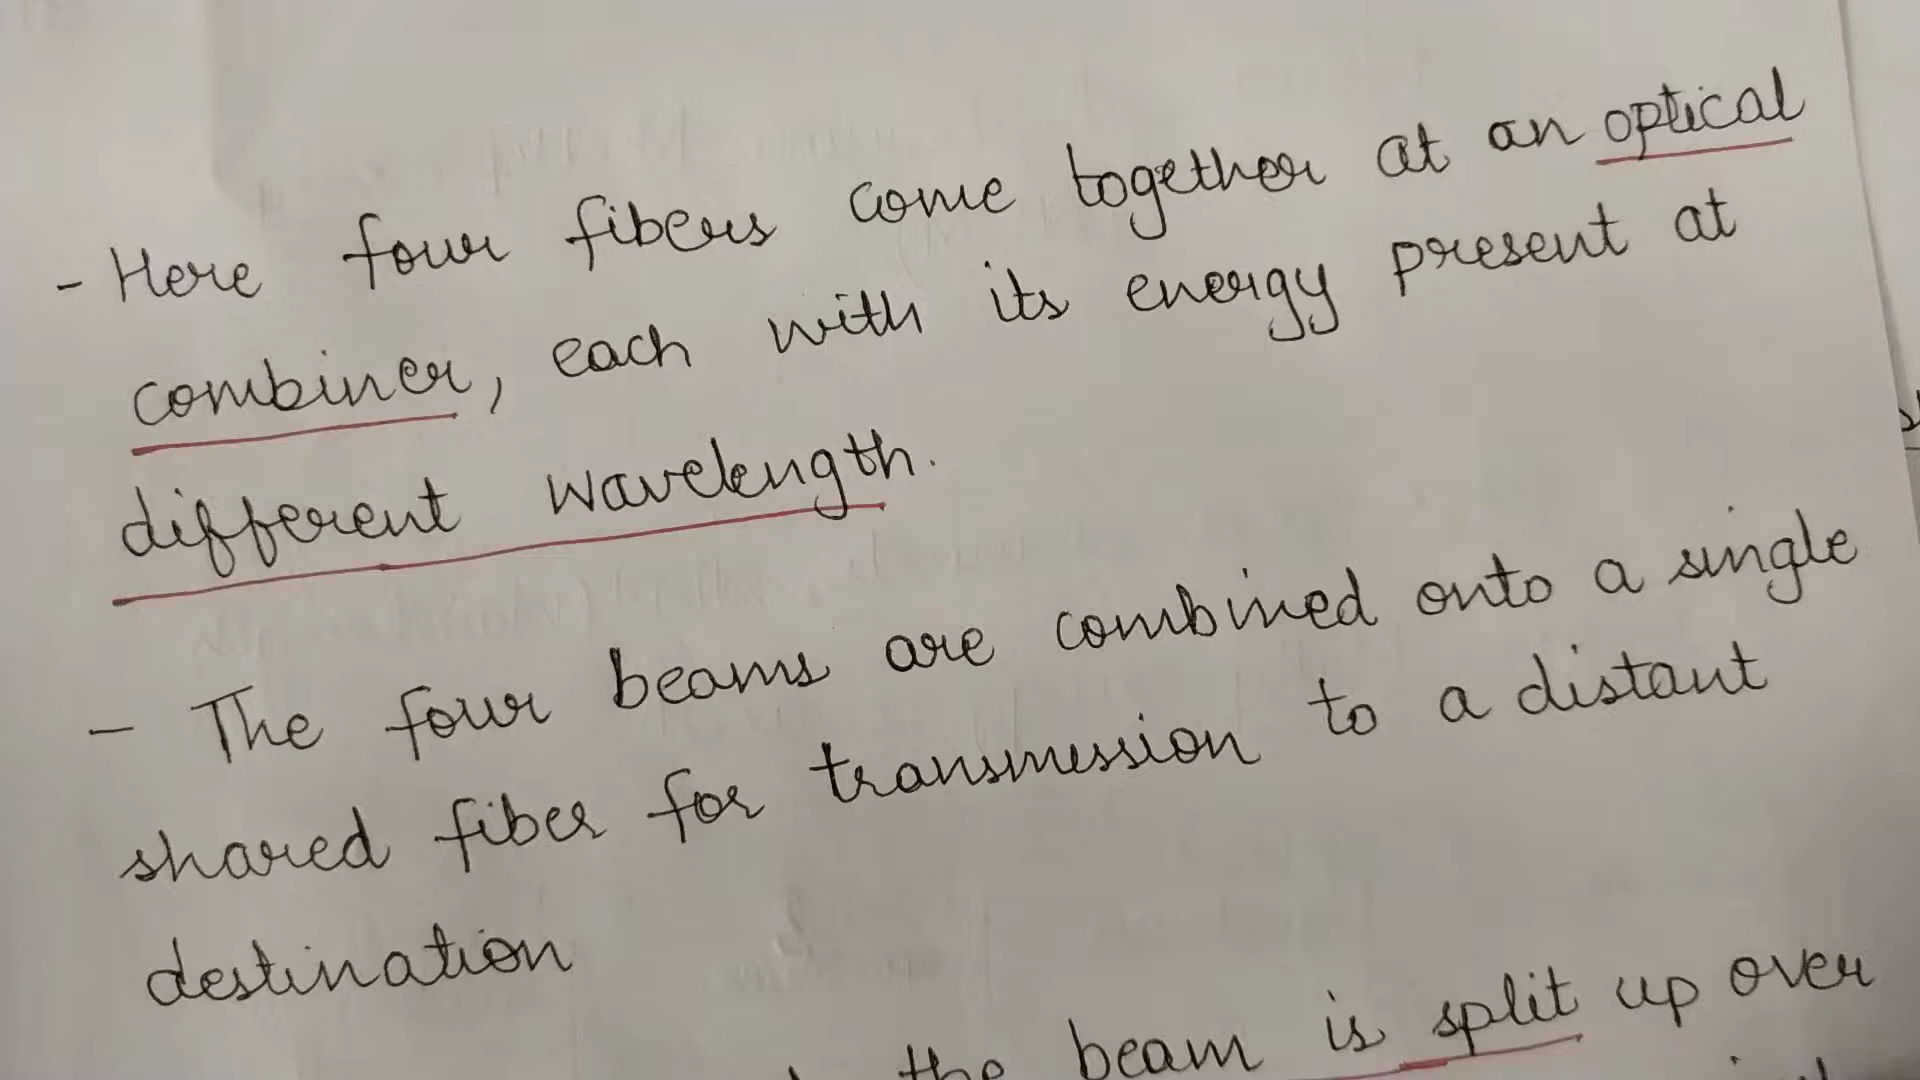 - Here four fibers come together at an optical
combiner, each with its energy present at
different wavelength.
- The four beams are combined onto a single
shared fiber for transmission to a distant
destination
the beam is split up over